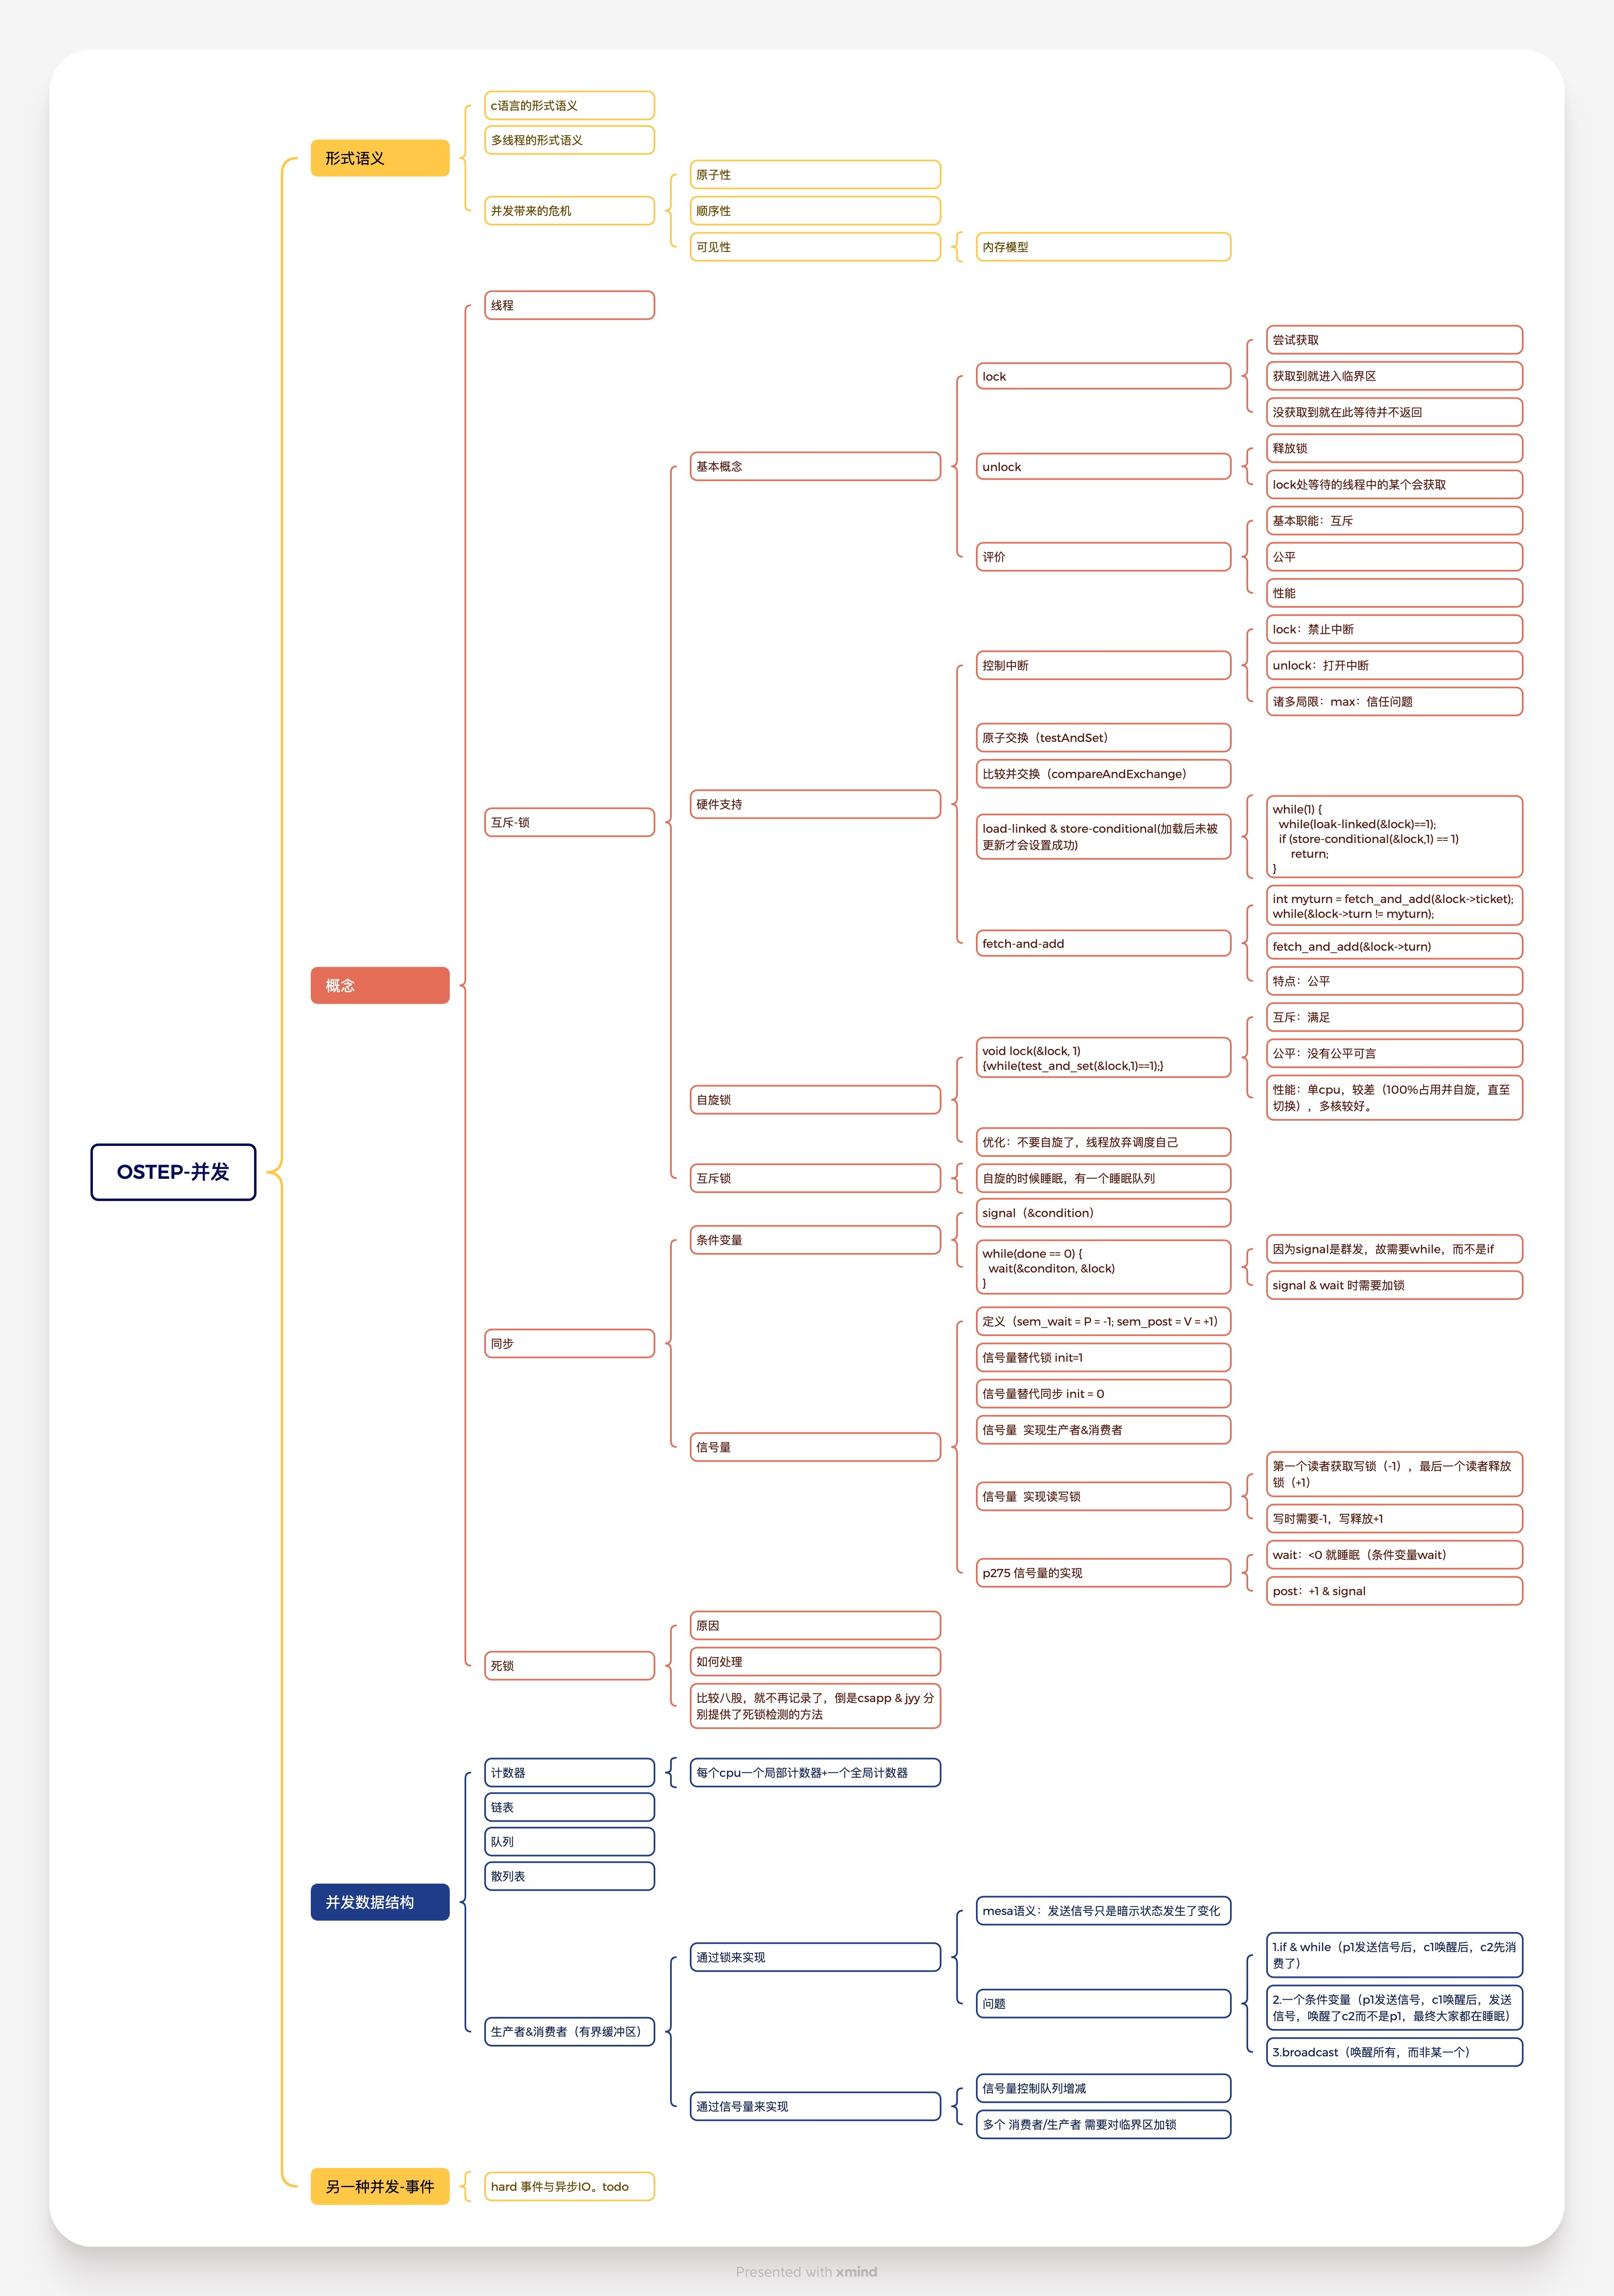 OSTEP-并发
形式语义
c语言的形式语义
多线程的形式语义
并发带来的危机
原子性
顺序性
可见性
内存模型
概念
线程
互斥-锁
基本概念
lock
尝试获取
获取到就进入临界区
没获取到就在此等待并不返回
unlock
释放锁
lock处等待的线程中的某个会获取
评价
基本职能：互斥
公平
性能
硬件支持
控制中断
lock：禁止中断
unlock：打开中断
诸多局限：max：信任问题
原子交换（testAndSet）
比较并交换（compareAndExchange）
load-linked & store-conditional(加载后未被
更新才会设置成功)
while(1) {
while(loak-linked(&lock)==1);
if (store-conditional(&lock,1) == 1)
return;
}
fetch-and-add
int myturn = fetch_and_add(&lock->ticket);
while(&lock->turn != myturn);
fetch_and_add(&lock->turn)
特点：公平
自旋锁
void lock(&lock, 1)
{while(test_and_set(&lock,1)==1);}
互斥：满足
公平：没有公平可言
性能：单cpu，较差（100%占用并自旋，直至
切换），多核较好。
优化：不要自旋了，线程放弃调度自己
互斥锁
自旋的时候睡眠，有一个睡眠队列
同步
条件变量
signal（&condition）
while(done == 0) {
wait(&conditon, &lock)
}
因为signal是群发，故需要while，而不是if
signal & wait 时需要加锁
信号量
定义（sem_wait = P = -1; sem_post = V = +1）
信号量替代锁 init=1
信号量替代同步 init = 0
信号量 实现生产者&消费者
信号量 实现读写锁
第一个读者获取写锁（-1），最后一个读者释放
锁（+1）
写时需要-1，写释放+1
p275 信号量的实现
wait：<0 就睡眠（条件变量wait）
post：+1 & signal
死锁
原因
如何处理
比较八股，就不再记录了，倒是csapp & jyy 分
别提供了死锁检测的方法
并发数据结构
计数器
每个cpu一个局部计数器+一个全局计数器
链表
队列
散列表
生产者&消费者（有界缓冲区）
通过锁来实现
mesa语义：发送信号只是暗示状态发生了变化
问题
1.if & while（p1发送信号后，c1唤醒后，c2先消
费了）
2.一个条件变量（p1发送信号，c1唤醒后，发送
信号，唤醒了c2而不是p1，最终大家都在睡眠）
3.broadcast（唤醒所有，而非某一个）
通过信号量来实现
信号量控制队列增减
多个 消费者/生产者 需要对临界区加锁
另一种并发-事件
hard 事件与异步IO。todo
Presented with xmind